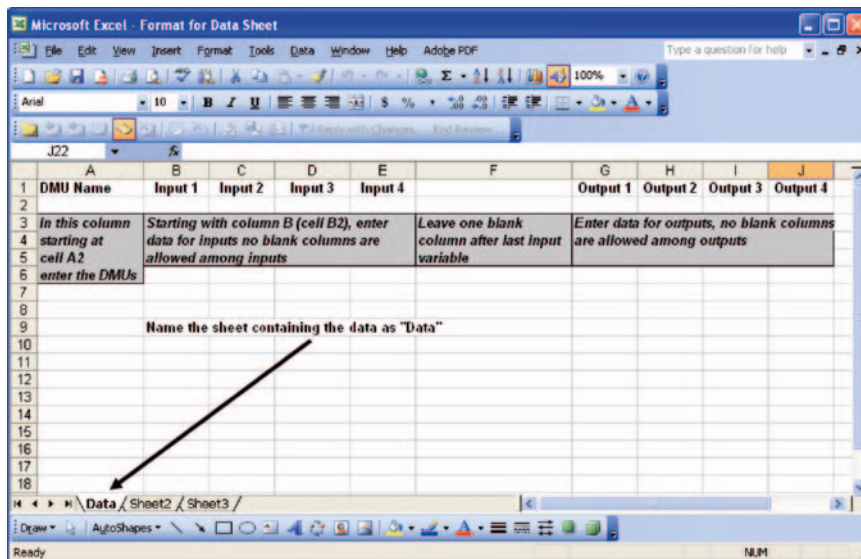 Microsoft Excel - Format for Data Sheet
File Edit View Insert Format Tools Data Window Help Adobe PDF Type a question for help
100%
Arial 10 B I U $ %
Reply with Changes... End Review...
J22 fx
A B C D E F G H I J
1 DMU Name Input 1 Input 2 Input 3 Input 4 Output 1 Output 2 Output 3 Output 4
2
3 In this column Starting with column B (cell B2), enter Leave one blank Enter data for outputs, no blank columns
4 starting at data for inputs no blank columns are column after last input are allowed among outputs
5 cell A2 allowed among inputs variable
6 enter the DMUs
7
8
9 Name the sheet containing the data as "Data"
10
11
12
13
14
15
16
17
18
Data Sheet2 Sheet3
Draw AutoShapes
Ready NUM